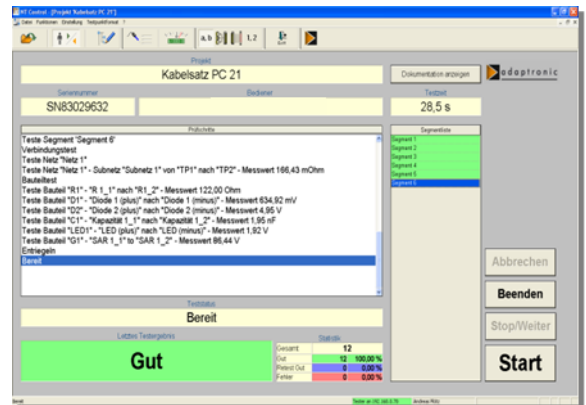 NT Control - [Projekt 'Kabelsatz PC 21']
Datei Funktionen Einstellung Testpunktformat ?
a,b 1,2
Projekt
Kabelsatz PC 21
Dokumentation anzeigen
adaptronic
Seriennummer Bediener Testzeit
SN83029632 28,5 s
Prüfschritte Segmentliste
Teste Segment 'Segment 6'
Verbindungstest
Teste Netz "Netz 1"
Teste Netz "Netz 1" - Subnetz "Subnetz 1" von "TP1" nach "TP2" - Messwert 166,43 mOhm
Bauteiltest
Teste Bauteil "R1" - "R 1_1" nach "R1_2" - Messwert 122,00 Ohm
Teste Bauteil "D1" - "Diode 1 (plus)" nach "Diode 1 (minus)" - Messwert 634,92 mV
Teste Bauteil "D2" - "Diode 2 (plus)" nach "Diode 2 (minus)" - Messwert 4,95 V
Teste Bauteil "C1" - "Kapazität 1_1" nach "Kapazität 1_2" - Messwert 1,95 nF
Teste Bauteil "LED1" - "LED (plus)" nach "LED (minus)" - Messwert 1,92 V
Teste Bauteil "G1" - "SAR 1_1" to "SAR 1_2" - Messwert 86,44 V
Entriegeln
Bereit
Segment 1
Segment 2
Segment 3
Segment 4
Segment 5
Segment 6
Abbrechen
Beenden
Stop/Weiter
Start
Teststatus
Bereit
Letztes Testergebnis
Gut
Statistik
Gesamt 12
Gut 12 100,00 %
Retest Gut 0 0,00 %
Fehler 0 0,00 %
Bereit